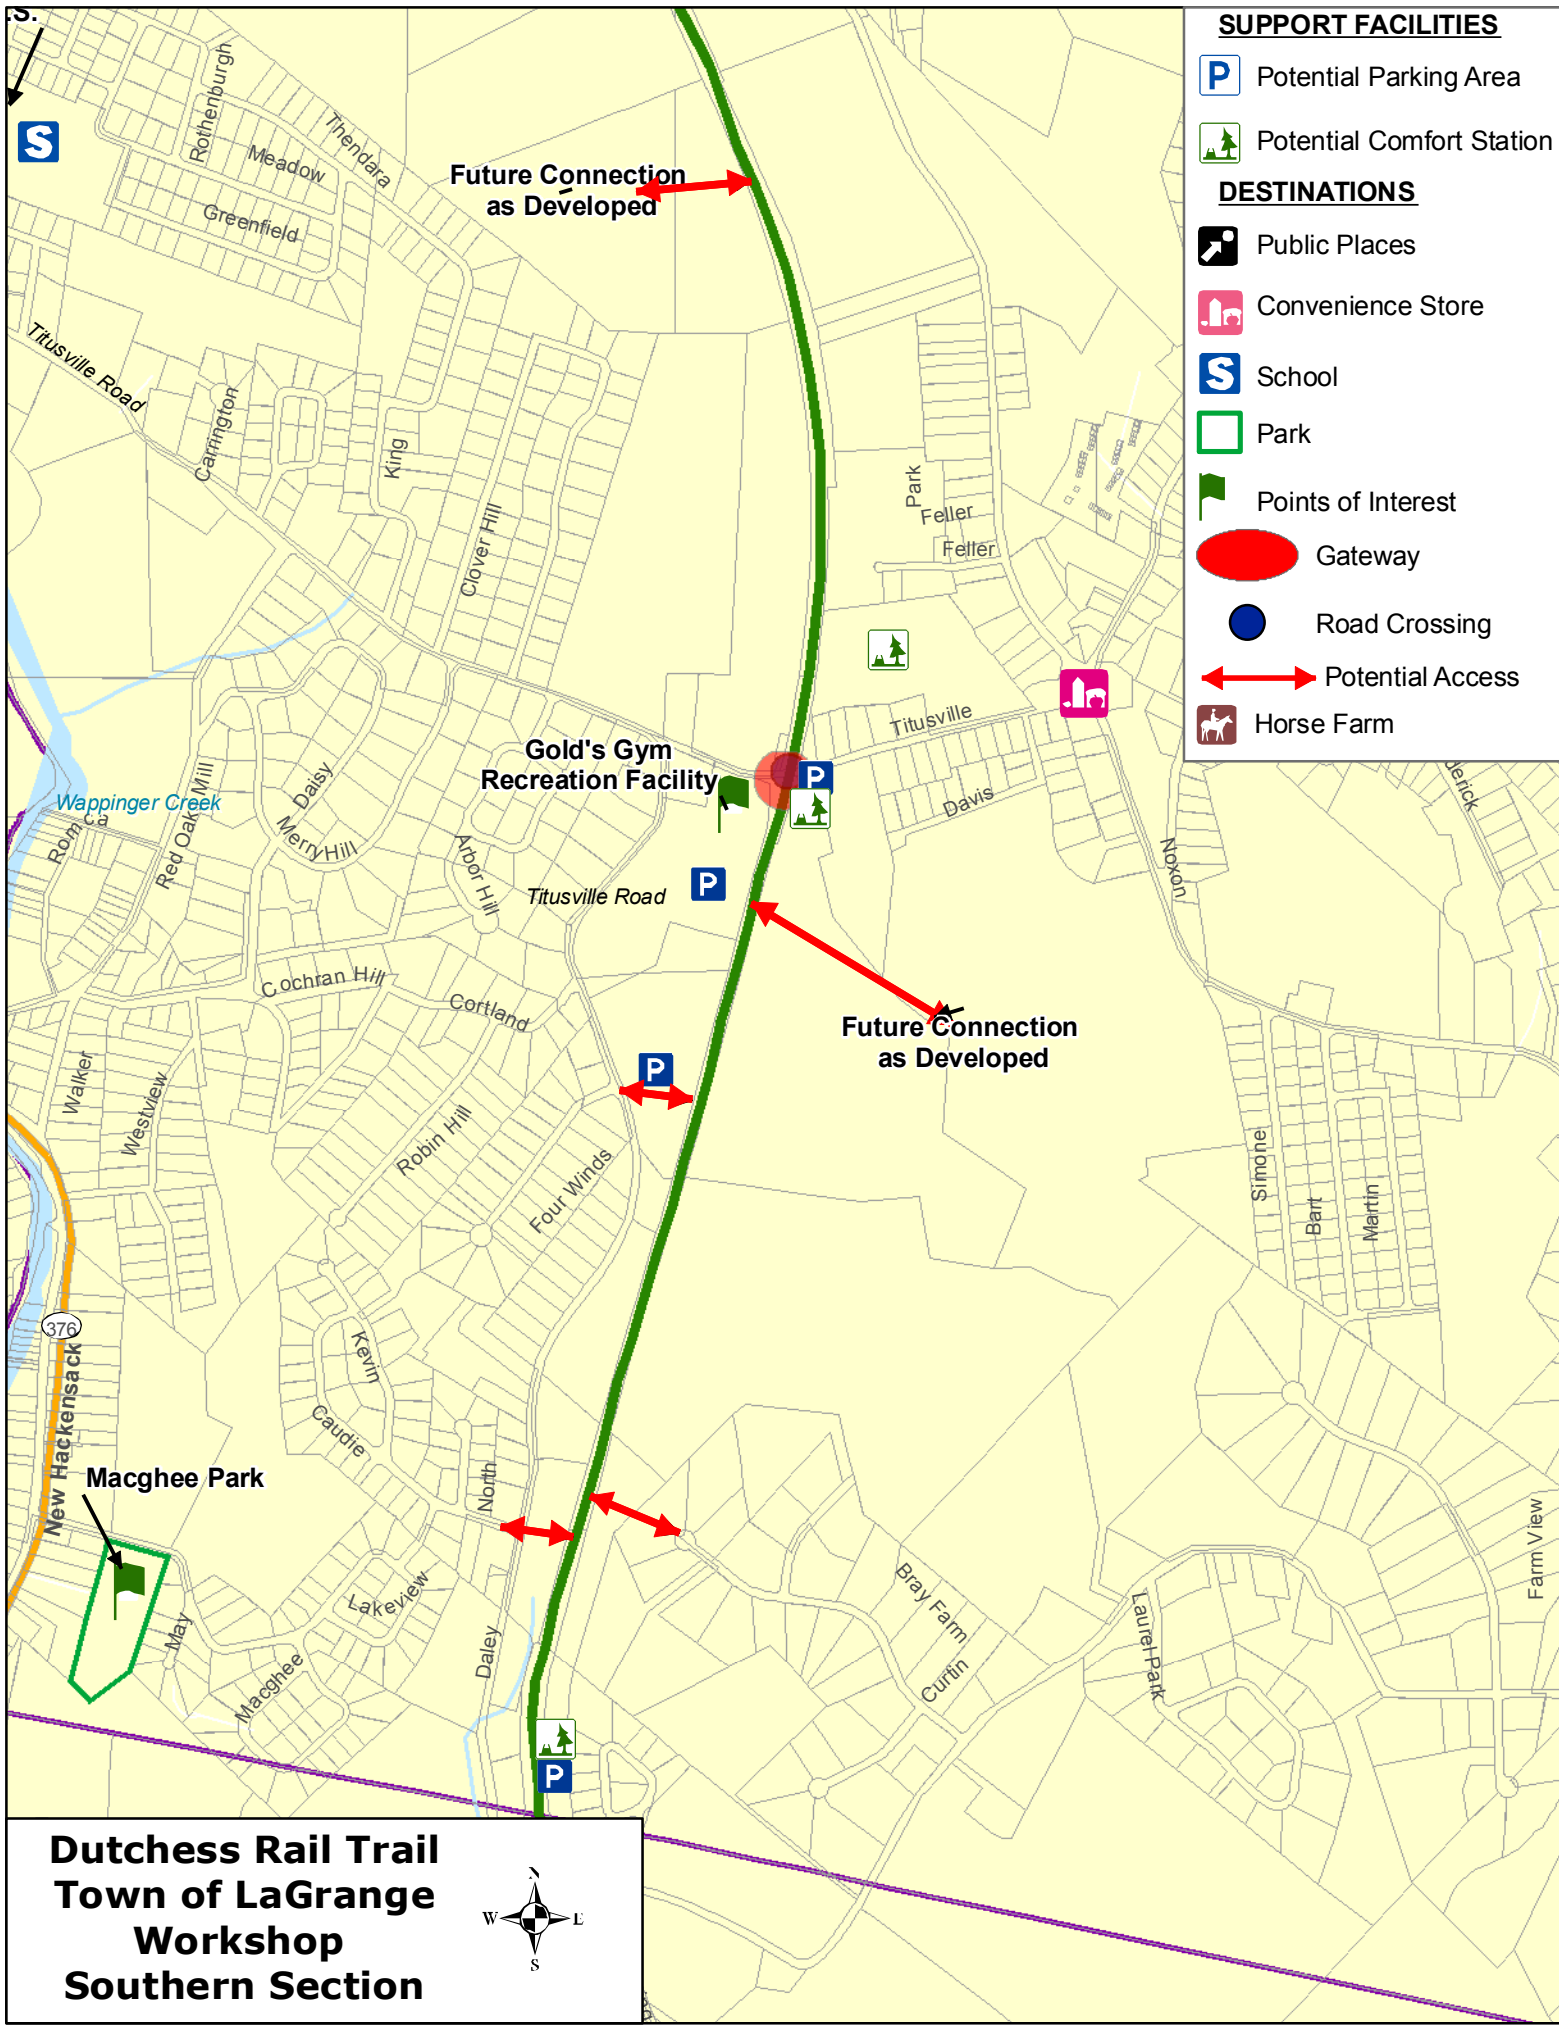 .S.
SUPPORT FACILITIES
P
Potential Parking Area
Potential Comfort Station
DESTINATIONS
Public Places
Convenience Store
S
School
Park
Points of Interest
Gateway
Road Crossing
Potential Access
Horse Farm
S
Rothenburgh
Thendara
Meadow
Greenfield
Future Connection
as Developed
Titusville Road
Carrington
King
Clover Hill
Park
Feller
Feller
Titusville
Gold's Gym
Recreation Facility
P
Davis
Noxon
derick
Wappinger Creek
Red Oak Mill
Daisy
Merry Hill
Arbor Hill
Titusville Road
P
Cochran Hill
Cortland
Future Connection
as Developed
P
Walker
Westview
Robin Hill
Four Winds
Simone
Bart
Martin
376
New Hackensack
Kevin
Caudie
North
Macghee Park
May
Lakeview
Macghee
Daley
Bray Farm
Curtin
Laurel Park
Farm View
P
Dutchess Rail Trail
Town of LaGrange
Workshop
Southern Section
N
W E
S